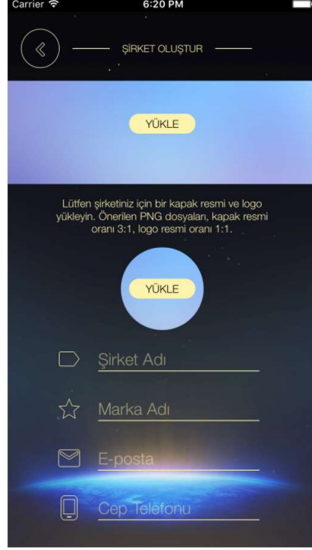 Carrier 6:20 PM
ŞİRKET OLUŞTUR
YÜKLE
Lütfen şirketiniz için bir kapak resmi ve logo
yükleyin. Önerilen PNG dosyaları, kapak resmi
oranı 3:1, logo resmi oranı 1:1.
YÜKLE
Şirket Adı
Marka Adı
E-posta
Cep Telefonu